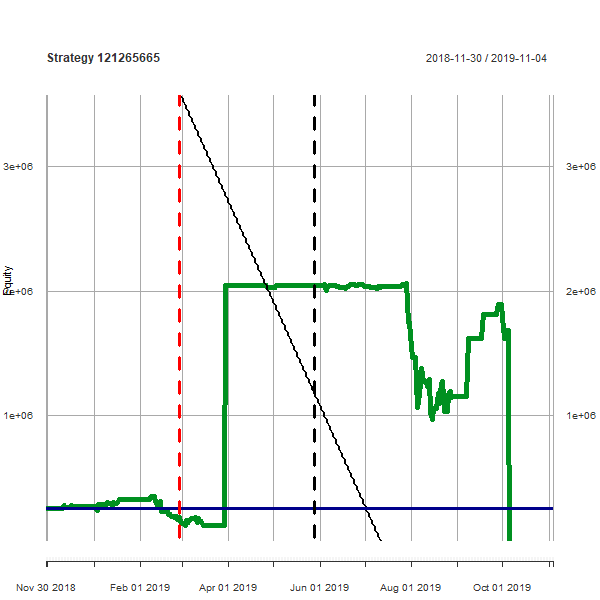 Strategy 121265665
2018-11-30 / 2019-11-04
3e+06
3e+06
Equity
2e+06
2e+06
1e+06
1e+06
Nov 30 2018
Feb 01 2019
Apr 01 2019
Jun 01 2019
Aug 01 2019
Oct 01 2019